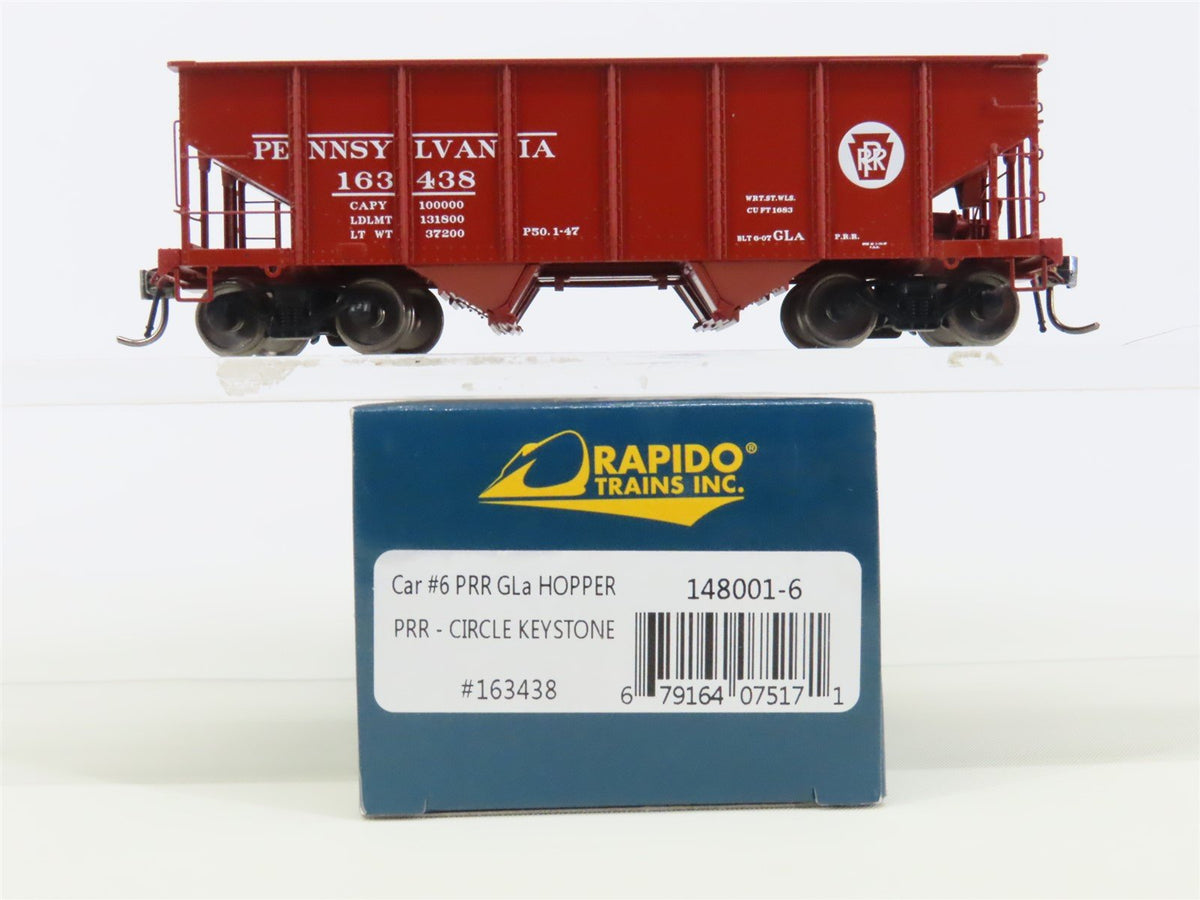 PENNSYLVANIA
163438
CAPY 100000
LDLMT 131800
LT WT 37200
P50.1-47
WRT.ST.WLS.
CU FT 1683
BLT 6-07 GLA
P.R.R.
PRR
RAPIDO®
TRAINS INC.
Car #6 PRR GLa HOPPER
148001-6
PRR - CIRCLE KEYSTONE
#163438
6 79164 07517 1